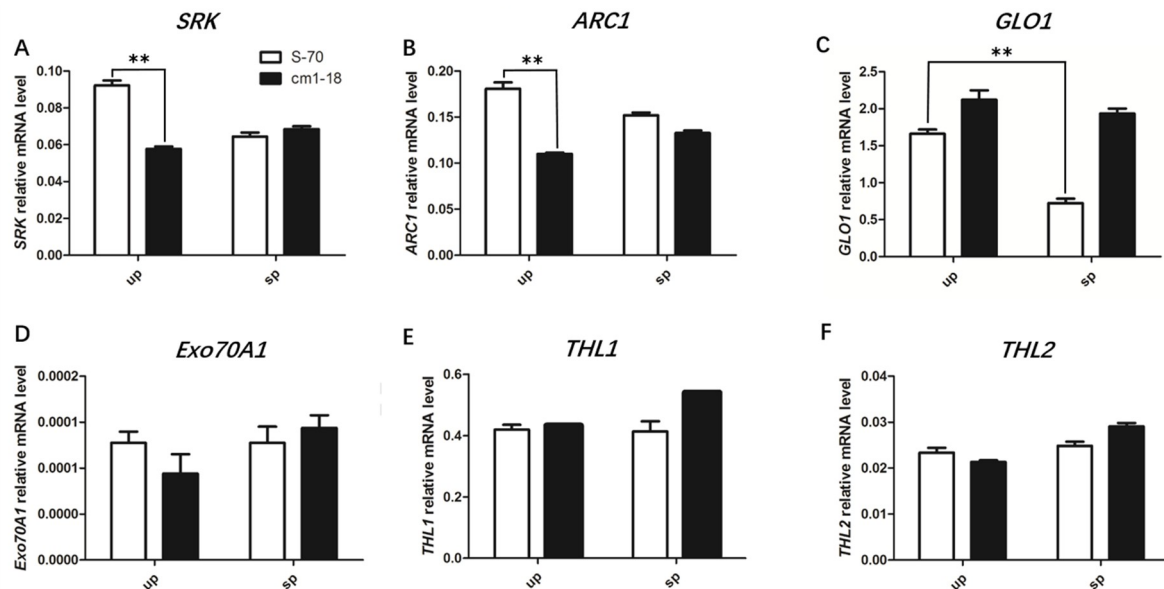 SRK
A
S-70
cm1-18
**
SRK relative mRNA level
0.10
0.08
0.06
0.04
0.02
0.00
up
sp
ARC1
B
**
ARC1 relative mRNA level
0.20
0.15
0.10
0.05
0.00
up
sp
GLO1
C
**
GLO1 relative mRNA level
2.5
2.0
1.5
1.0
0.5
0.0
up
sp
D
Exo70A1
Exo70A1 relative mRNA level
0.0002
0.0001
0.0001
0.0000
0.0000
up
sp
E
THL1
THL1 relative mRNA level
0.6
0.4
0.2
0.0
up
sp
F
THL2
THL2 relative mRNA level
0.04
0.03
0.02
0.01
0.00
up
sp